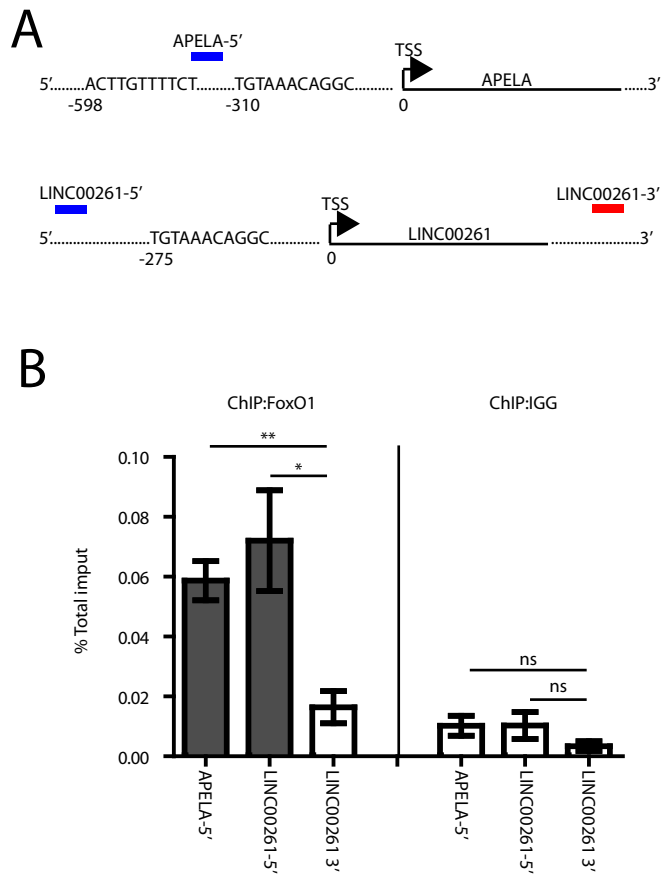 A
APELA-5′
TSS
5′.........ACTTGTTTTCT.........TGTAAACAGGC.......... APELA ......3′
-598 -310 0
LINC00261-5′ LINC00261-3′
TSS
5′.......................TGTAAACAGGC............. LINC00261 ........................3′
-275 0
B
ChIP:FoxO1 ChIP:IGG
** 
*
ns
ns
% Total imput
0.10
0.08
0.06
0.04
0.02
0.00
APELA-5′
LINC00261-5′
LINC00261 3′
APELA-5′
LINC00261-5′
LINC00261 3′